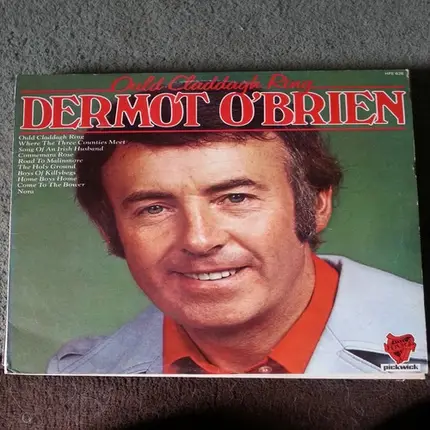 Ould Claddagh Ring
DERMOT O'BRIEN
Ould Claddagh Ring
Where The Three Counties Meet
Song Of An Irish Husband
Connemara Rose
Road To Malinmore
The Holy Ground
Boys Of Killybegs
Home Boys Home
Come To The Bower
Nora
pickwick